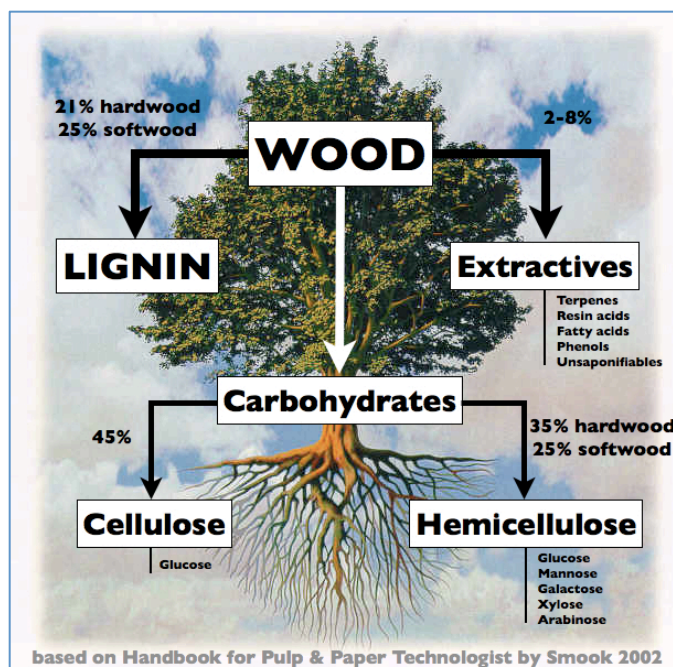 21% hardwood
25% softwood
2-8%
WOOD
LIGNIN
Extractives
Terpenes
Resin acids
Fatty acids
Phenols
Unsaponifiables
Carbohydrates
45%
35% hardwood
25% softwood
Cellulose
Hemicellulose
Glucose
Glucose
Mannose
Galactose
Xylose
Arabinose
based on Handbook for Pulp & Paper Technologist by Smook 2002